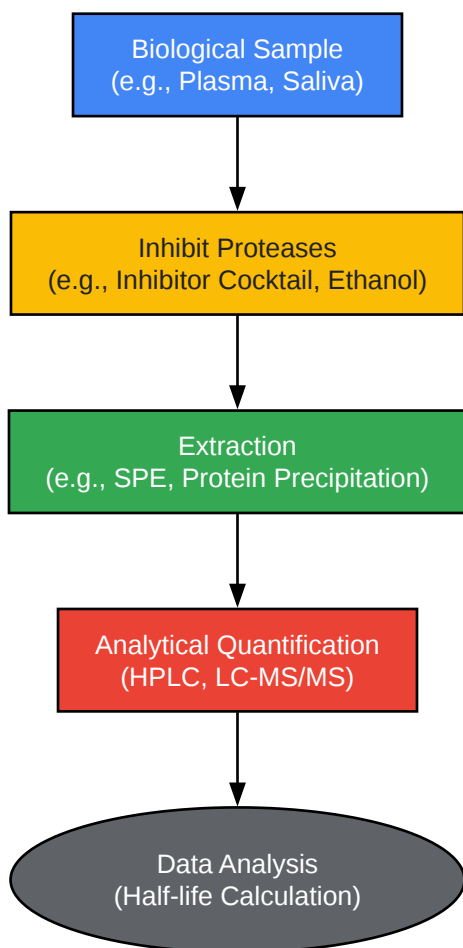 Biological Sample
(e.g., Plasma, Saliva)
Inhibit Proteases
(e.g., Inhibitor Cocktail, Ethanol)
Extraction
(e.g., SPE, Protein Precipitation)
Analytical Quantification
(HPLC, LC-MS/MS)
Data Analysis
(Half-life Calculation)